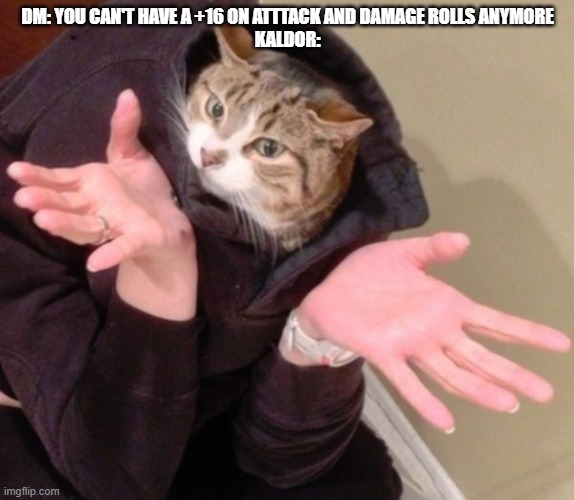 DM: YOU CAN'T HAVE A +16 ON ATTTACK AND DAMAGE ROLLS ANYMORE
KALDOR:
imgflip.com